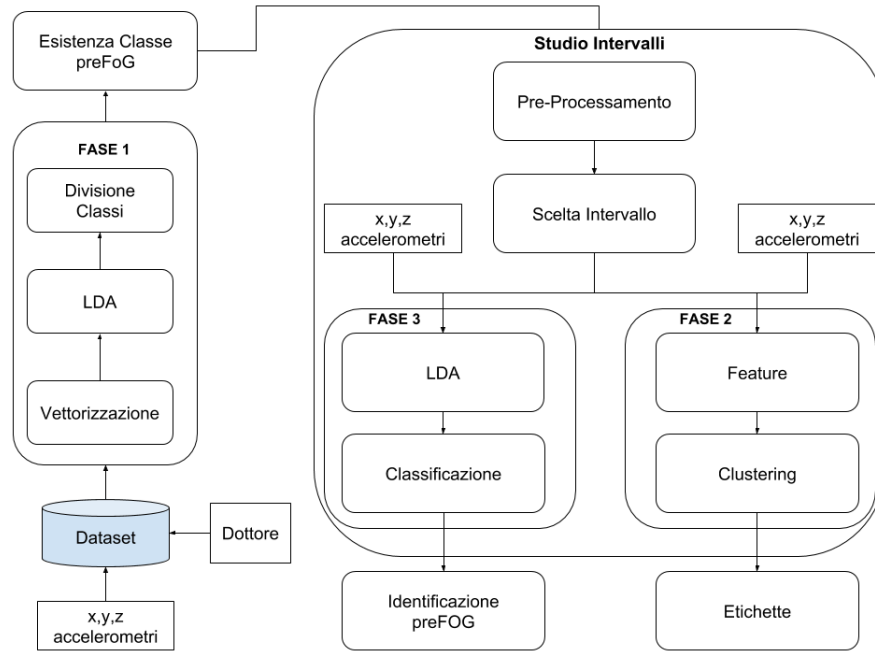 Esistenza Classe
preFoG
FASE 1
Divisione
Classi
LDA
Vettorizzazione
Dataset
Dottore
x,y,z
accelerometri
Studio Intervalli
Pre-Processamento
Scelta Intervallo
x,y,z
accelerometri
x,y,z
accelerometri
FASE 3
LDA
Classificazione
Identificazione
preFOG
FASE 2
Feature
Clustering
Etichette